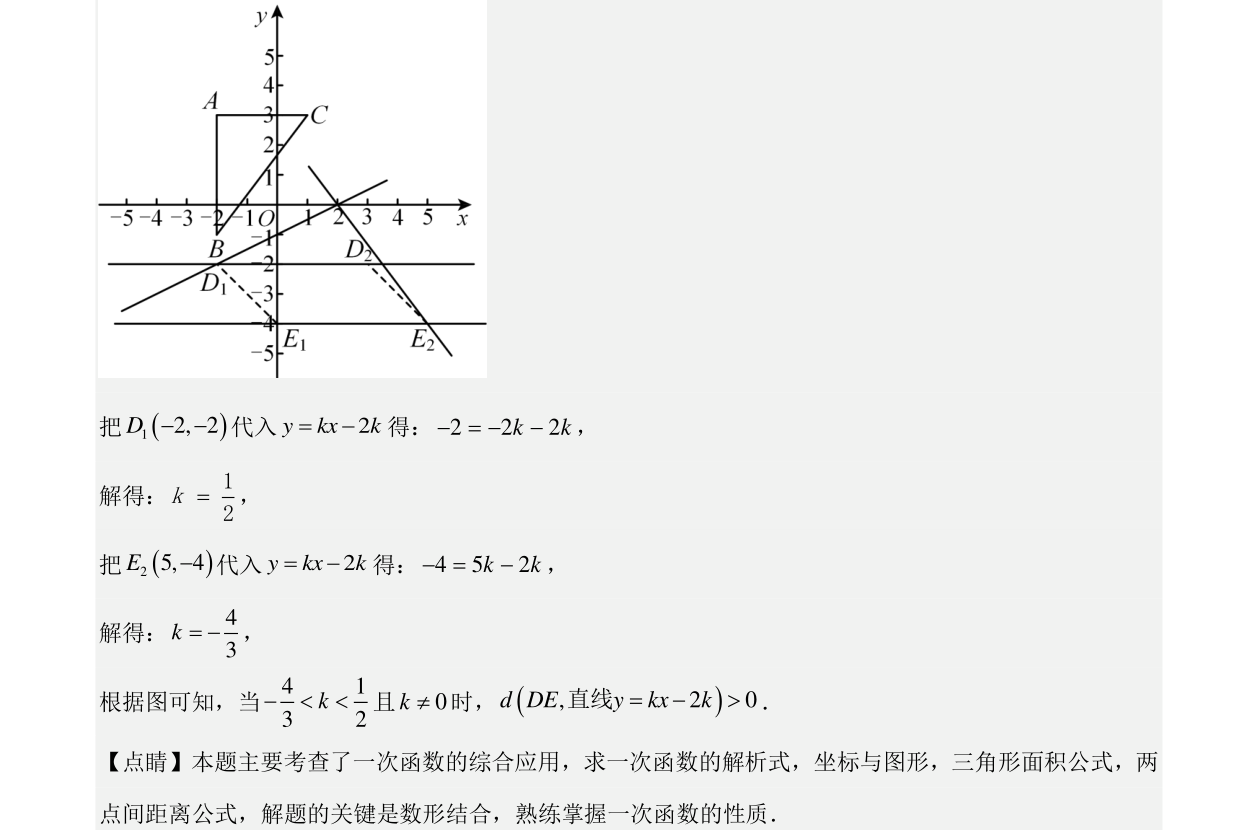 y
5
4
A
3 C
2
1
−5 −4 −3 −2 −1 O 1 2 3 4 5 x
−1
B D₂
−2
D₁
−3
−4
E₁ E₂
−5
把 D₁(−2,−2) 代入 y = kx − 2k 得：−2 = −2k − 2k，
解得：k = 1/2，
把 E₂(5,−4) 代入 y = kx − 2k 得：−4 = 5k − 2k，
解得：k = −4/3，
根据图可知，当 −4/3 < k < 1/2 且 k ≠ 0 时，d(DE,直线y = kx − 2k) > 0．
【点睛】本题主要考查了一次函数的综合应用，求一次函数的解析式，坐标与图形，三角形面积公式，两
点间距离公式，解题的关键是数形结合，熟练掌握一次函数的性质．